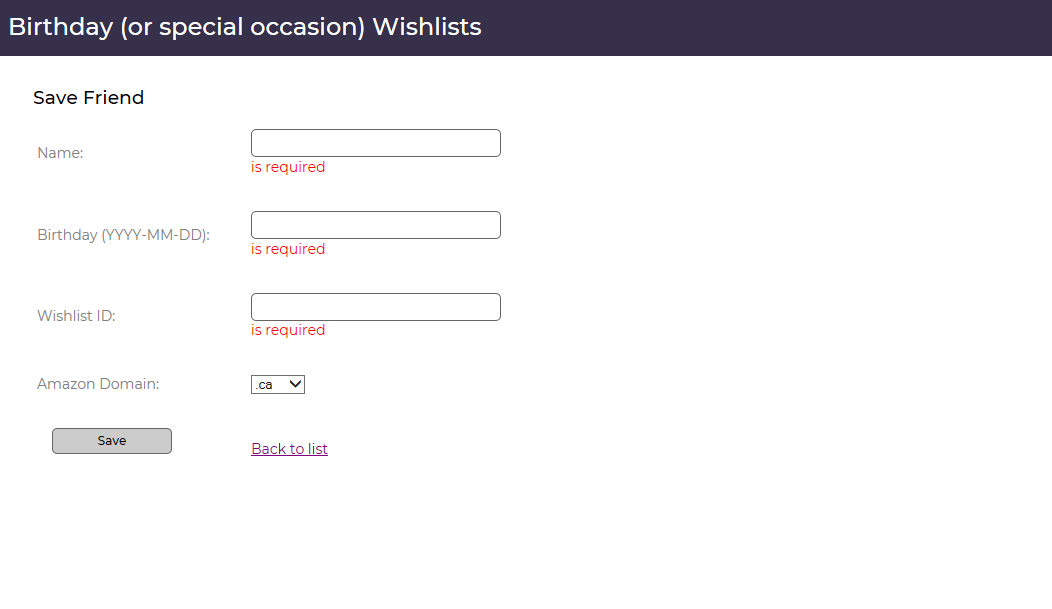 Birthday (or special occasion) Wishlists
Save Friend
Name:
is required
Birthday (YYYY-MM-DD):
is required
Wishlist ID:
is required
Amazon Domain: .ca
Save Back to list